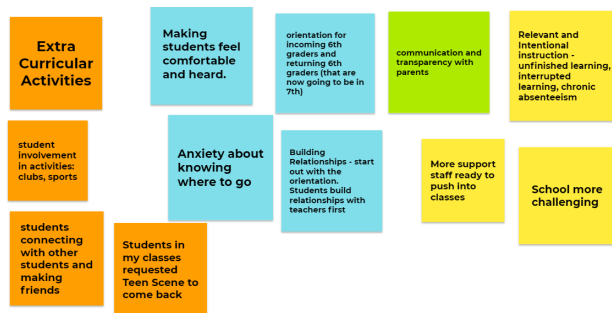 Extra
Curricular
Activities
Making
students feel
comfortable
and heard.
orientation for
incoming 6th
graders and
returning 6th
graders (that are
now going to be in
7th)
communication and
transparency with
parents
Relevant and
Intentional
instruction -
unfinished learning,
interrupted
learning, chronic
absenteeism
student
involvement
in activities:
clubs, sports
Anxiety about
knowing
where to go
Building
Relationships - start
out with the
orientation.
Students build
relationships with
teachers first
More support
staff ready to
push into
classes
School more
challenging
students
connecting
with other
students and
making
friends
Students in
my classes
requested
Teen Scene to
come back